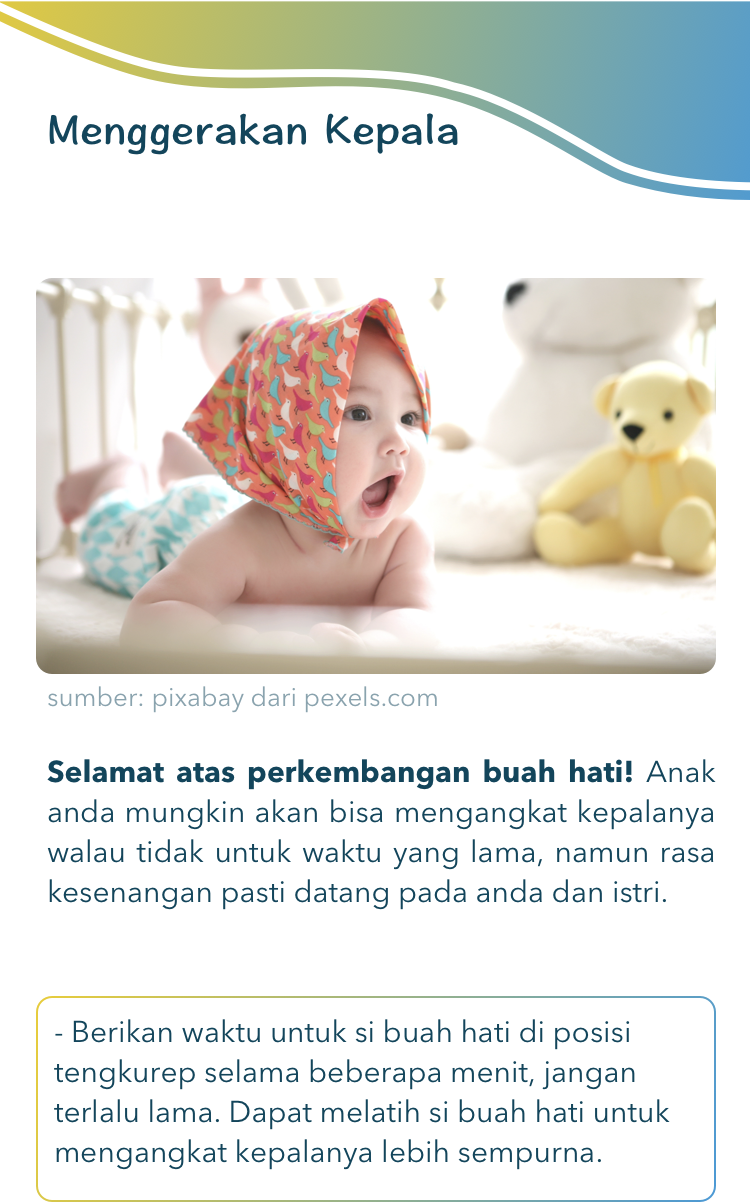 Menggerakan Kepala
sumber: pixabay dari pexels.com
Selamat atas perkembangan buah hati! Anak
anda mungkin akan bisa mengangkat kepalanya
walau tidak untuk waktu yang lama, namun rasa
kesenangan pasti datang pada anda dan istri.
- Berikan waktu untuk si buah hati di posisi
tengkurep selama beberapa menit, jangan
terlalu lama. Dapat melatih si buah hati untuk
mengangkat kepalanya lebih sempurna.